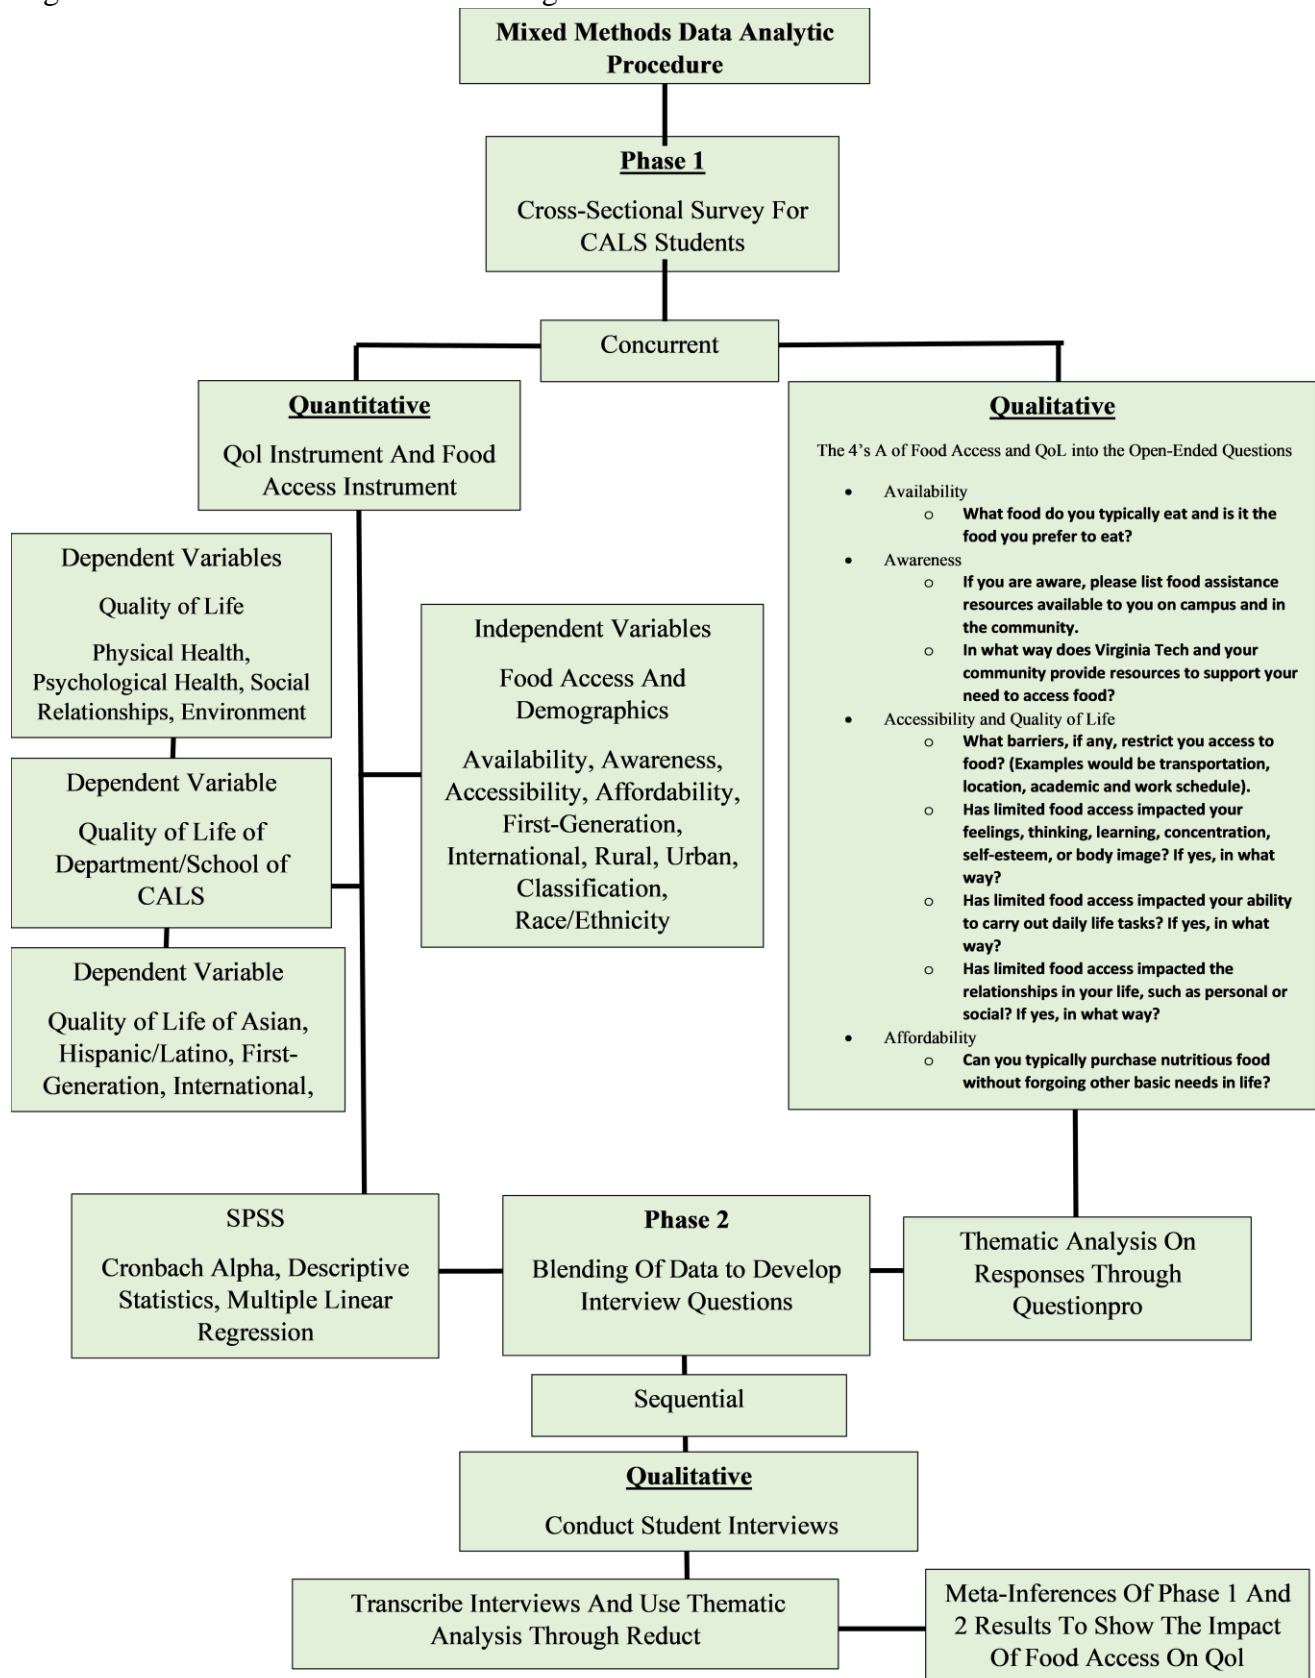 Mixed Methods Data Analytic
Procedure
Phase 1
Cross-Sectional Survey For
CALS Students
Concurrent
Quantitative
Qol Instrument And Food
Access Instrument
Dependent Variables
Quality of Life
Physical Health,
Psychological Health, Social
Relationships, Environment
Dependent Variable
Quality of Life of
Department/School of
CALS
Dependent Variable
Quality of Life of Asian,
Hispanic/Latino, First-
Generation, International,
Independent Variables
Food Access And
Demographics
Availability, Awareness,
Accessibility, Affordability,
First-Generation,
International, Rural, Urban,
Classification,
Race/Ethnicity
Qualitative
The 4's A of Food Access and QoL into the Open-Ended Questions
• Availability
o What food do you typically eat and is it the
food you prefer to eat?
• Awareness
o If you are aware, please list food assistance
resources available to you on campus and in
the community.
o In what way does Virginia Tech and your
community provide resources to support your
need to access food?
• Accessibility and Quality of Life
o What barriers, if any, restrict you access to
food? (Examples would be transportation,
location, academic and work schedule).
o Has limited food access impacted your
feelings, thinking, learning, concentration,
self-esteem, or body image? If yes, in what
way?
o Has limited food access impacted your ability
to carry out daily life tasks? If yes, in what
way?
o Has limited food access impacted the
relationships in your life, such as personal or
social? If yes, in what way?
• Affordability
o Can you typically purchase nutritious food
without forgoing other basic needs in life?
SPSS
Cronbach Alpha, Descriptive
Statistics, Multiple Linear
Regression
Phase 2
Blending Of Data to Develop
Interview Questions
Thematic Analysis On
Responses Through
Questionpro
Sequential
Qualitative
Conduct Student Interviews
Transcribe Interviews And Use Thematic
Analysis Through Reduct
Meta-Inferences Of Phase 1 And
2 Results To Show The Impact
Of Food Access On Qol